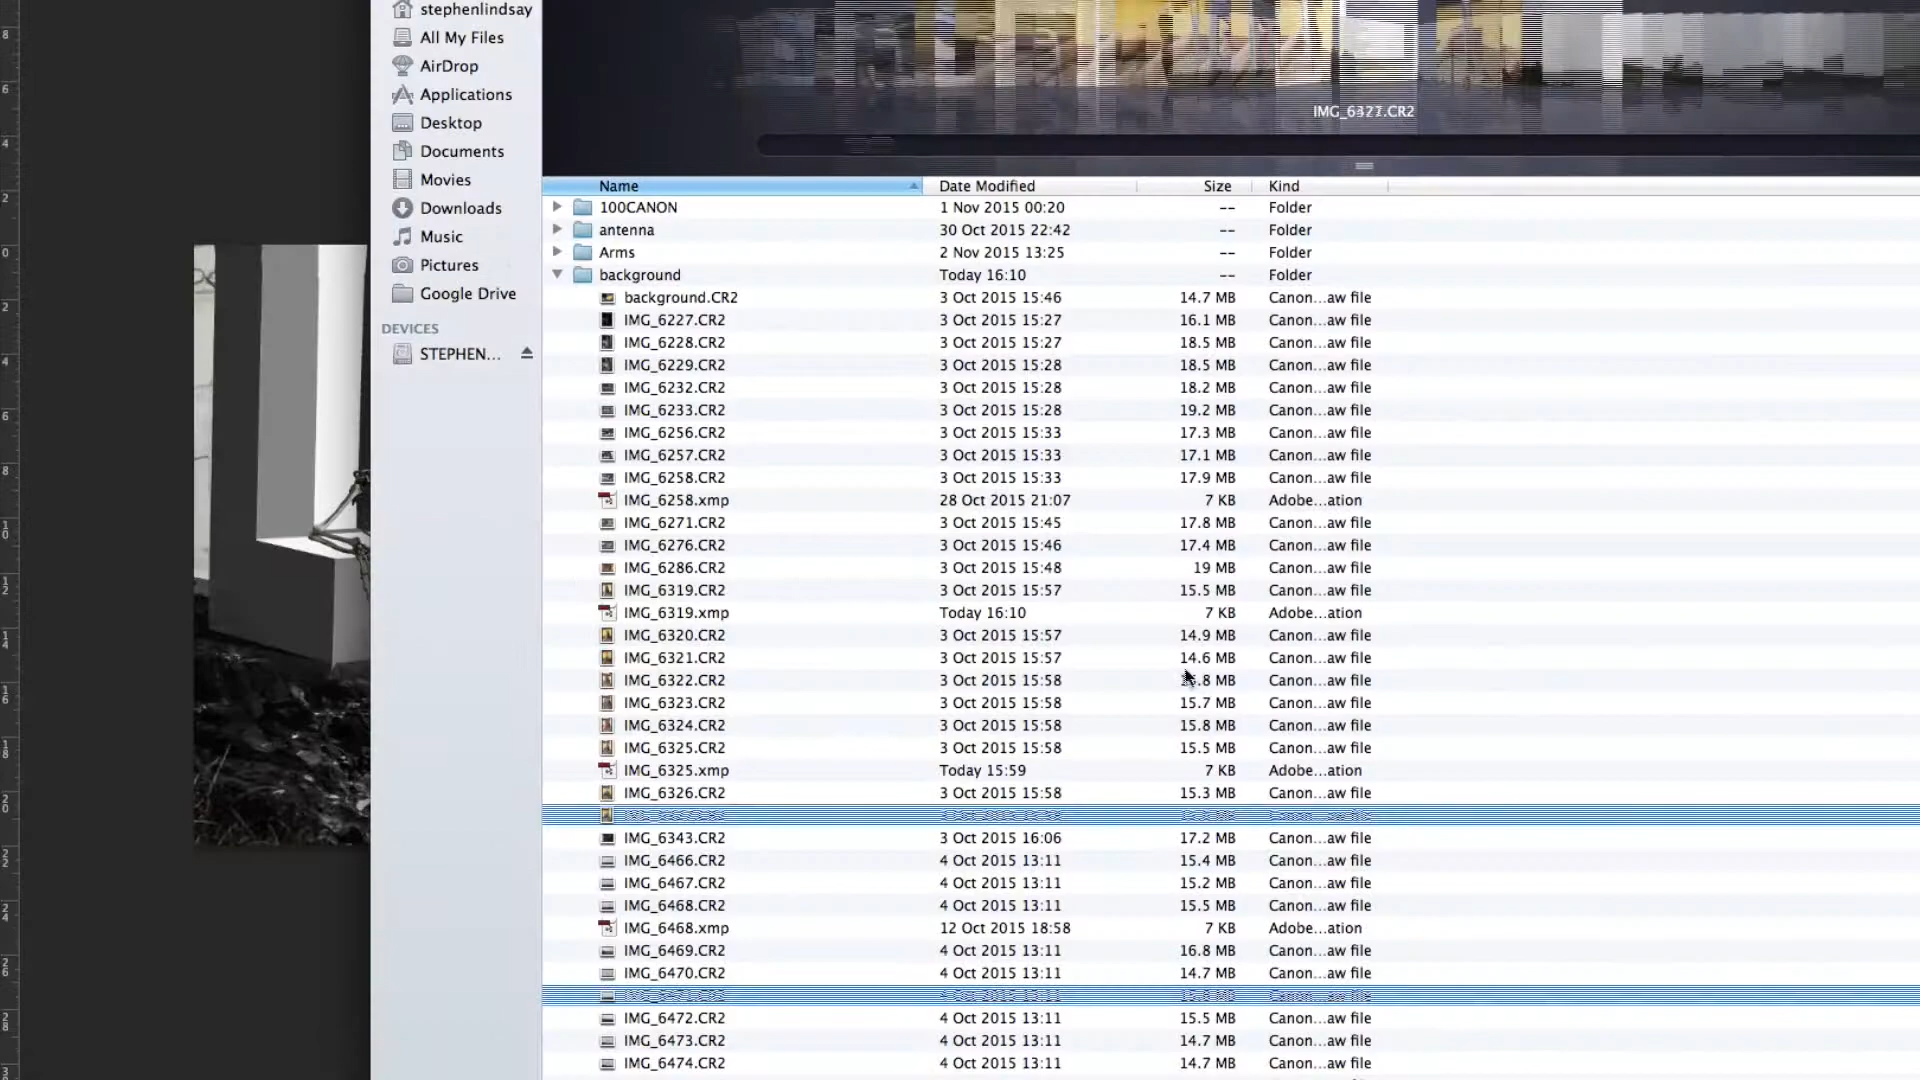 stephenlindsay
All My Files
AirDrop
Applications
Desktop
Documents
Movies
Downloads
Music
Pictures
Google Drive
DEVICES
STEPHEN...
Name Date Modified Size Kind
100CANON 1 Nov 2015 00:20 -- Folder
antenna 30 Oct 2015 22:42 -- Folder
Arms 2 Nov 2015 13:25 -- Folder
background Today 16:10 -- Folder
background.CR2 3 Oct 2015 15:46 14.7 MB Canon...aw file
IMG_6227.CR2 3 Oct 2015 15:27 16.1 MB Canon...aw file
IMG_6228.CR2 3 Oct 2015 15:27 18.5 MB Canon...aw file
IMG_6229.CR2 3 Oct 2015 15:28 18.5 MB Canon...aw file
IMG_6232.CR2 3 Oct 2015 15:28 18.2 MB Canon...aw file
IMG_6233.CR2 3 Oct 2015 15:28 19.2 MB Canon...aw file
IMG_6256.CR2 3 Oct 2015 15:33 17.3 MB Canon...aw file
IMG_6257.CR2 3 Oct 2015 15:33 17.1 MB Canon...aw file
IMG_6258.CR2 3 Oct 2015 15:33 17.9 MB Canon...aw file
IMG_6258.xmp 28 Oct 2015 21:07 7 KB Adobe...ation
IMG_6271.CR2 3 Oct 2015 15:45 17.8 MB Canon...aw file
IMG_6276.CR2 3 Oct 2015 15:46 17.4 MB Canon...aw file
IMG_6286.CR2 3 Oct 2015 15:48 19 MB Canon...aw file
IMG_6319.CR2 3 Oct 2015 15:57 15.5 MB Canon...aw file
IMG_6319.xmp Today 16:10 7 KB Adobe...ation
IMG_6320.CR2 3 Oct 2015 15:57 14.9 MB Canon...aw file
IMG_6321.CR2 3 Oct 2015 15:57 14.6 MB Canon...aw file
IMG_6322.CR2 3 Oct 2015 15:58 MB Canon...aw file
IMG_6323.CR2 3 Oct 2015 15:58 15.7 MB Canon...aw file
IMG_6324.CR2 3 Oct 2015 15:58 15.8 MB Canon...aw file
IMG_6325.CR2 3 Oct 2015 15:58 15.5 MB Canon...aw file
IMG_6325.xmp Today 15:59 7 KB Adobe...ation
IMG_6326.CR2 3 Oct 2015 15:58 15.3 MB Canon...aw file
IMG_6343.CR2 3 Oct 2015 16:06 17.2 MB Canon...aw file
IMG_6466.CR2 4 Oct 2015 13:11 15.4 MB Canon...aw file
IMG_6467.CR2 4 Oct 2015 13:11 15.2 MB Canon...aw file
IMG_6468.CR2 4 Oct 2015 13:11 15.5 MB Canon...aw file
IMG_6468.xmp 12 Oct 2015 18:58 7 KB Adobe...ation
IMG_6469.CR2 4 Oct 2015 13:11 16.8 MB Canon...aw file
IMG_6470.CR2 4 Oct 2015 13:11 14.7 MB Canon...aw file
IMG_6472.CR2 4 Oct 2015 13:11 15.5 MB Canon...aw file
IMG_6473.CR2 4 Oct 2015 13:11 14.7 MB Canon...aw file
IMG_6474.CR2 4 Oct 2015 13:11 14.7 MB Canon...aw file